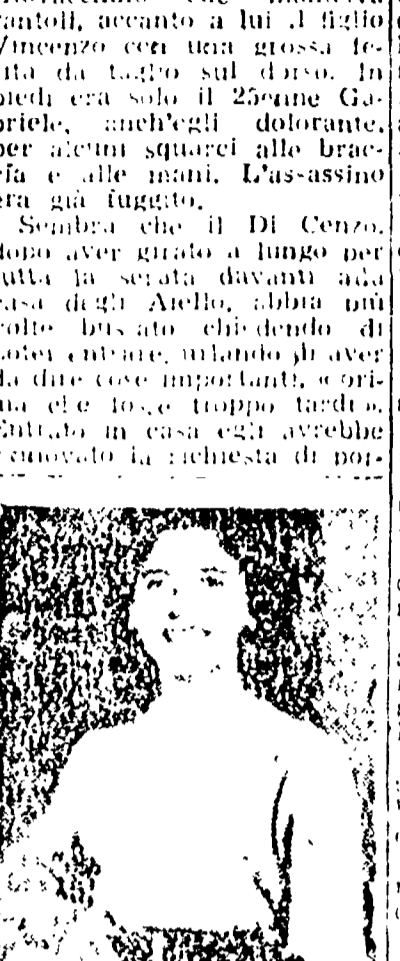 rantoli, accanto a lui il figlio
Vincenzo con una grossa fe-
rita da taglio sul dorso. In
piedi era solo il 25enne Ga-
briele, anch'egli dolorante,
per alcuni squarci alle brac-
cia e alle mani. L'as-assino
era già fuggito.
Sembra che il Di Cenzo,
dopo aver girato a lungo per
tutta la serata davanti alla
casa degli Aiello, abbia più
volte bussato chiedendo di
poter entrare, urlando di aver
da dire cose importanti, «pri-
ma che fosse troppo tardi».
Entrato in casa egli avrebbe
rinnovato la richiesta di por-